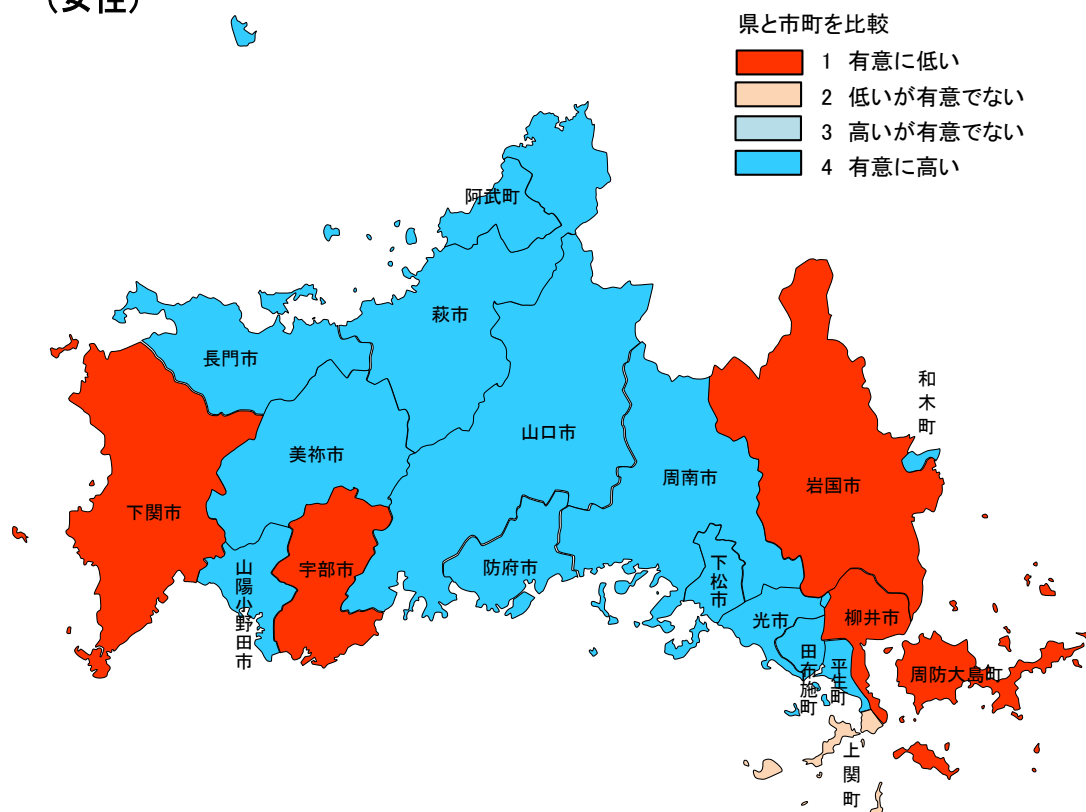 （女性）
県と市町を比較
1 有意に低い
2 低いが有意でない
3 高いが有意でない
4 有意に高い
阿武町
萩市
長門市
和木町
山口市
美祢市
周南市
岩国市
下関市
山陽小野田市
宇部市
防府市
下松市
光市
柳井市
田布施町
平生町
周防大島町
上関町